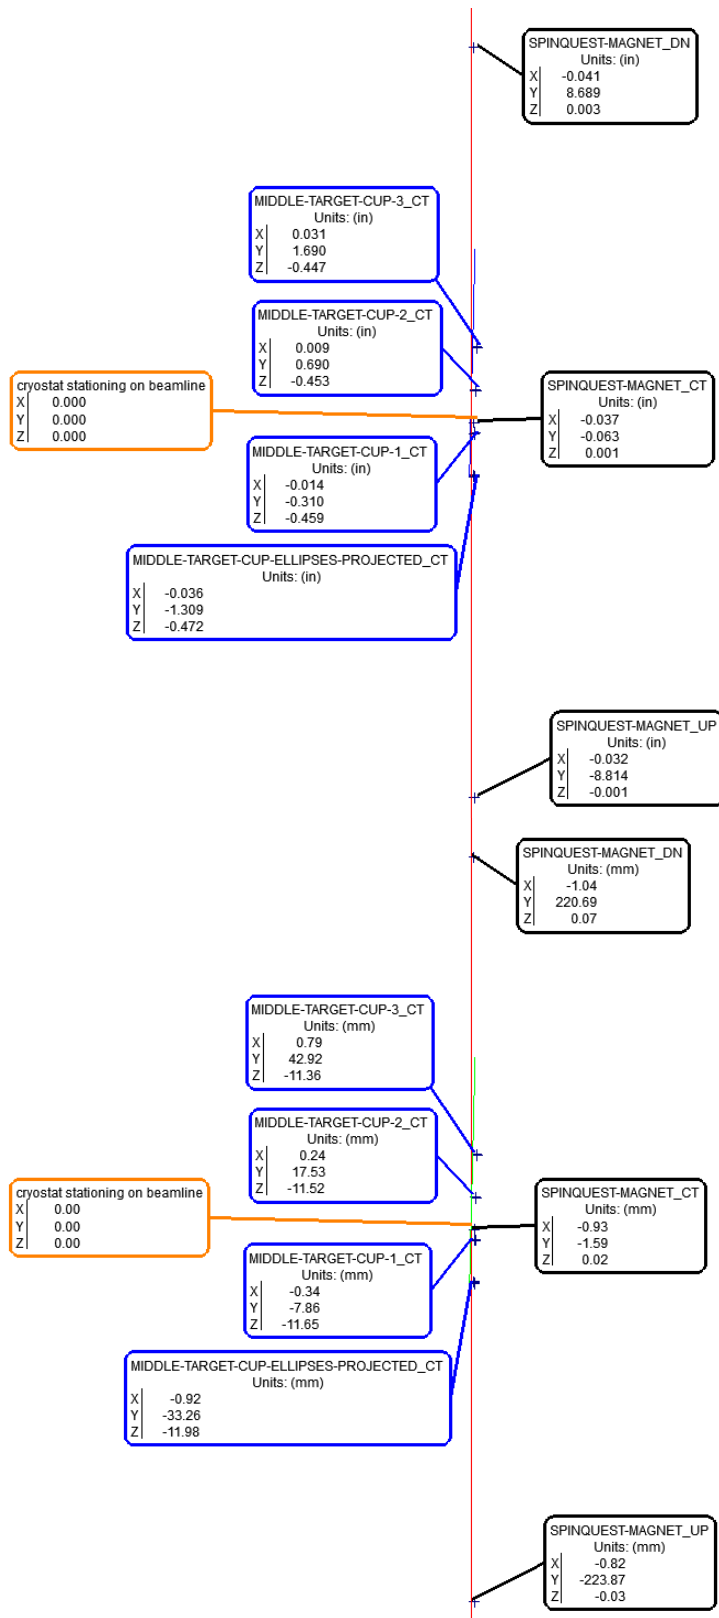 SPINQUEST-MAGNET_DN
Units: (in)
X -0.041
Y 8.689
Z 0.003
MIDDLE-TARGET-CUP-3_CT
Units: (in)
X 0.031
Y 1.690
Z -0.447
MIDDLE-TARGET-CUP-2_CT
Units: (in)
X 0.009
Y 0.690
Z -0.453
cryostat stationing on beamline
X 0.000
Y 0.000
Z 0.000
SPINQUEST-MAGNET_CT
Units: (in)
X -0.037
Y -0.063
Z 0.001
MIDDLE-TARGET-CUP-1_CT
Units: (in)
X -0.014
Y -0.310
Z -0.459
MIDDLE-TARGET-CUP-ELLIPSES-PROJECTED_CT
Units: (in)
X -0.036
Y -1.309
Z -0.472
SPINQUEST-MAGNET_UP
Units: (in)
X -0.032
Y -8.814
Z -0.001
SPINQUEST-MAGNET_DN
Units: (mm)
X -1.04
Y 220.69
Z 0.07
MIDDLE-TARGET-CUP-3_CT
Units: (mm)
X 0.79
Y 42.92
Z -11.36
MIDDLE-TARGET-CUP-2_CT
Units: (mm)
X 0.24
Y 17.53
Z -11.52
cryostat stationing on beamline
X 0.00
Y 0.00
Z 0.00
SPINQUEST-MAGNET_CT
Units: (mm)
X -0.93
Y -1.59
Z 0.02
MIDDLE-TARGET-CUP-1_CT
Units: (mm)
X -0.34
Y -7.86
Z -11.65
MIDDLE-TARGET-CUP-ELLIPSES-PROJECTED_CT
Units: (mm)
X -0.92
Y -33.26
Z -11.98
SPINQUEST-MAGNET_UP
Units: (mm)
X -0.82
Y -223.87
Z -0.03